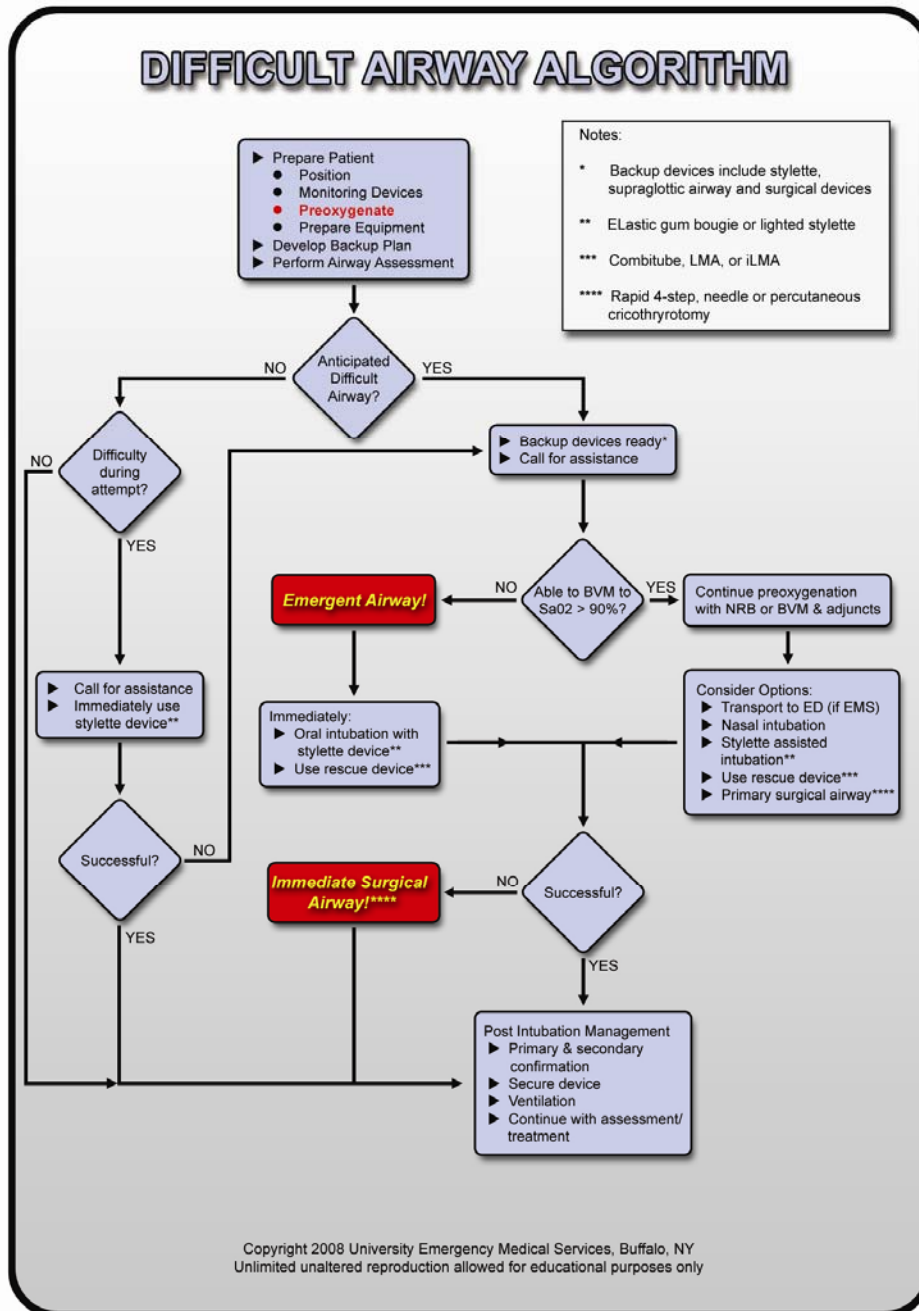 DIFFICULT AIRWAY ALGORITHM
► Prepare Patient
● Position
● Monitoring Devices
● Preoxygenate
● Prepare Equipment
► Develop Backup Plan
► Perform Airway Assessment
Notes:
* Backup devices include stylette,
supraglottic airway and surgical devices
** ELastic gum bougie or lighted stylette
*** Combitube, LMA, or iLMA
**** Rapid 4-step, needle or percutaneous
cricothryrotomy
NO
Anticipated
Difficult
Airway?
YES
NO
Difficulty
during
attempt?
YES
► Backup devices ready*
► Call for assistance
Emergent Airway!
NO
Able to BVM to
Sa02 > 90%?
YES
Continue preoxygenation
with NRB or BVM & adjuncts
► Call for assistance
► Immediately use
stylette device**
Immediately:
► Oral intubation with
stylette device**
► Use rescue device***
Consider Options:
► Transport to ED (if EMS)
► Nasal intubation
► Stylette assisted
intubation**
► Use rescue device***
► Primary surgical airway****
Successful?
NO
YES
Immediate Surgical
Airway!****
NO
Successful?
YES
Post Intubation Management
► Primary & secondary
confirmation
► Secure device
► Ventilation
► Continue with assessment/
treatment
Copyright 2008 University Emergency Medical Services, Buffalo, NY
Unlimited unaltered reproduction allowed for educational purposes only